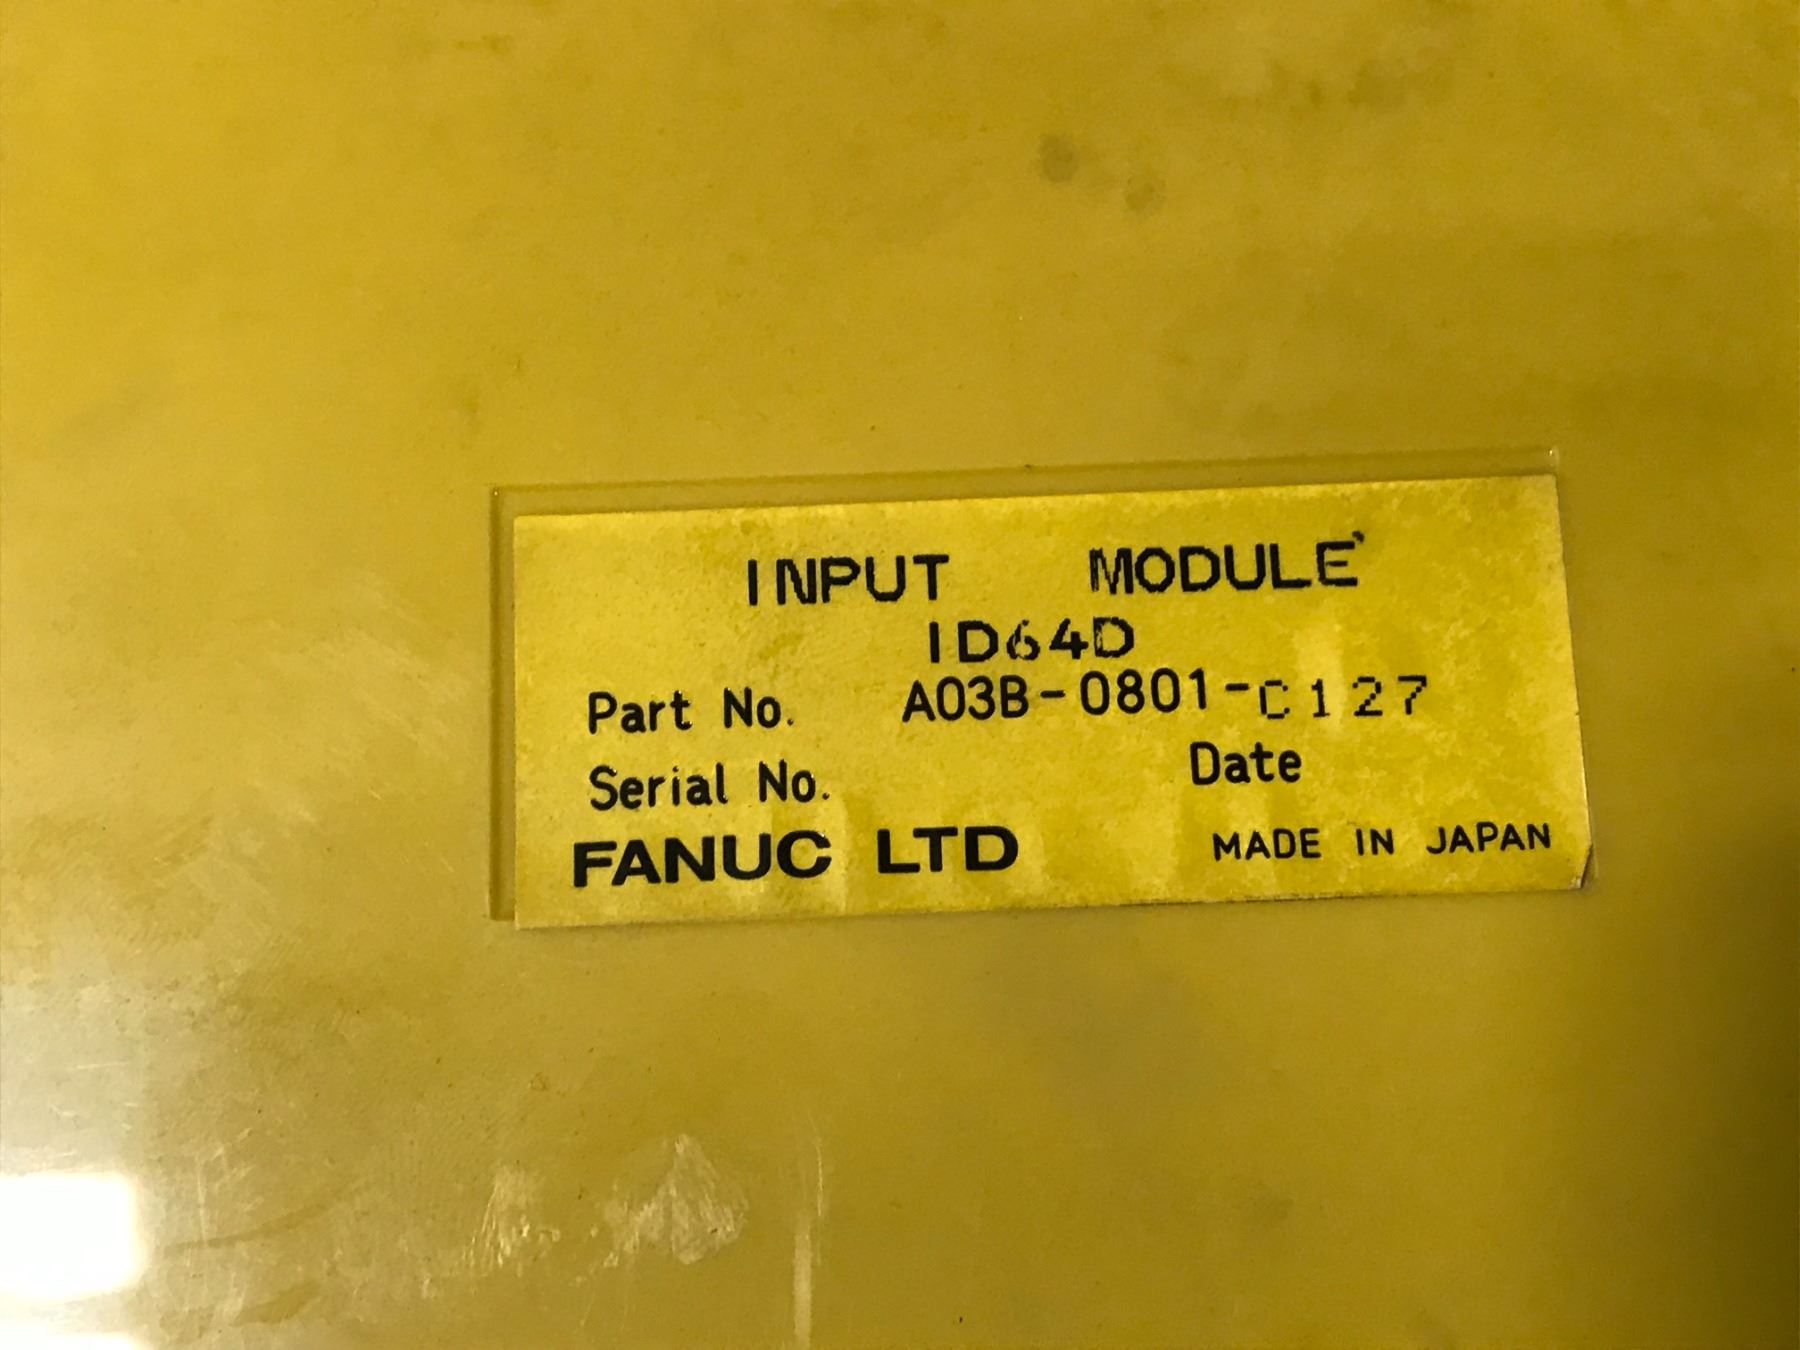 INPUT MODULE
ID64D
Part No. A03B-0801-C127
Serial No. Date
FANUC LTD MADE IN JAPAN